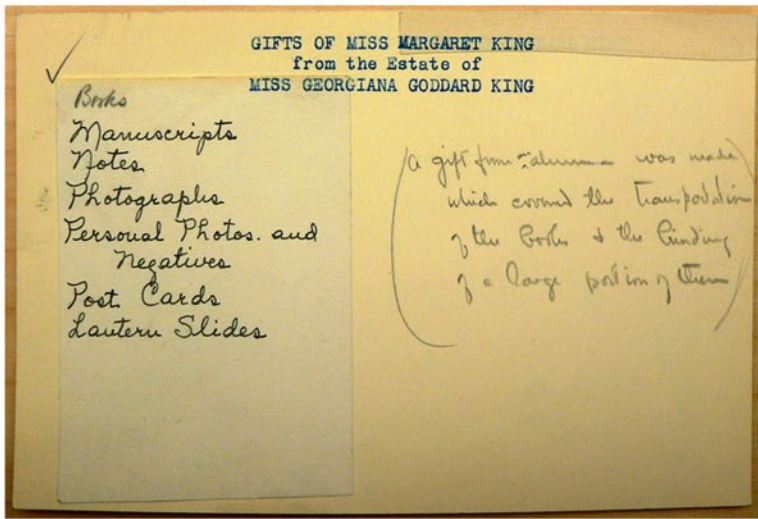 GIFTS OF MISS MARGARET KING
from the Estate of
MISS GEORGIANA GODDARD KING
Books
Manuscripts
Notes
Photographs
Personal Photos. and
Negatives
Post Cards
Lantern Slides
(A gift from alumnae was made
which covered the transportation
of the books & the binding
of a large portion of them)